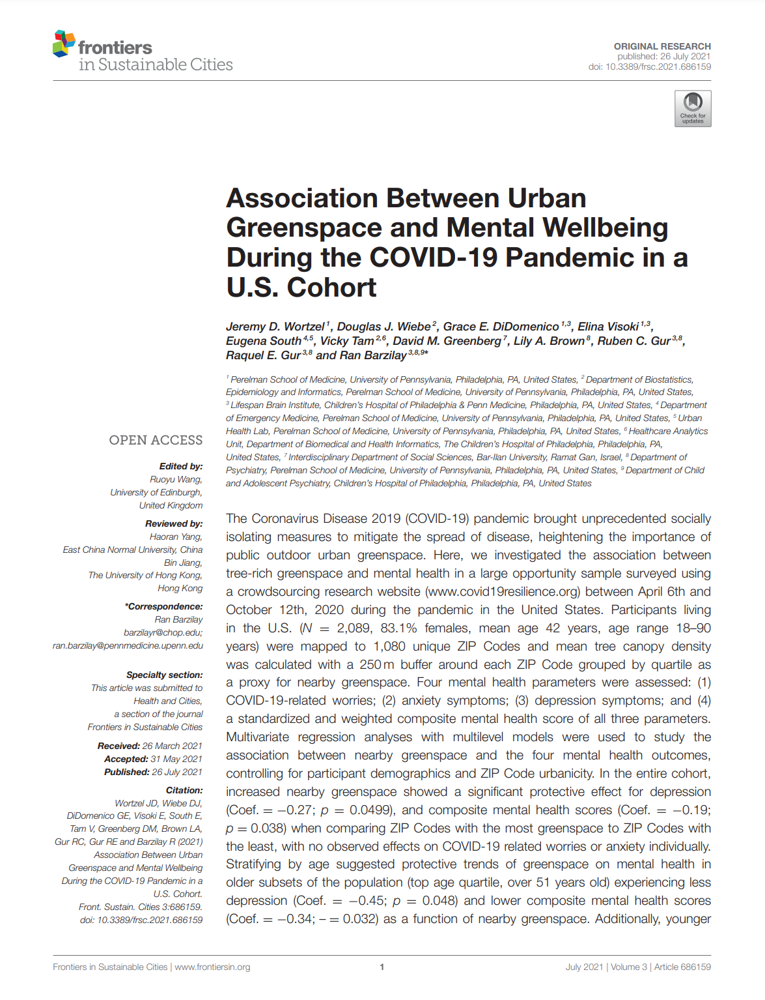 frontiers
in Sustainable Cities
ORIGINAL RESEARCH
published: 26 July 2021
doi: 10.3389/frsc.2021.686159
Check for
updates
Association Between Urban
Greenspace and Mental Wellbeing
During the COVID-19 Pandemic in a
U.S. Cohort
Jeremy D. Wortzel 1, Douglas J. Wiebe 2, Grace E. DiDomenico 1,3, Elina Visoki 1,3,
Eugena South 4,5, Vicky Tam 2,6, David M. Greenberg 7, Lily A. Brown 8, Ruben C. Gur 3,8,
Raquel E. Gur 3,8 and Ran Barzilay 3,8,9*
1 Perelman School of Medicine, University of Pennsylvania, Philadelphia, PA, United States, 2 Department of Biostatistics,
Epidemiology and Informatics, Perelman School of Medicine, University of Pennsylvania, Philadelphia, PA, United States,
3 Lifespan Brain Institute, Children's Hospital of Philadelphia & Penn Medicine, Philadelphia, PA, United States, 4 Department
of Emergency Medicine, Perelman School of Medicine, University of Pennsylvania, Philadelphia, PA, United States, 5 Urban
Health Lab, Perelman School of Medicine, University of Pennsylvania, Philadelphia, PA, United States, 6 Healthcare Analytics
Unit, Department of Biomedical and Health Informatics, The Children's Hospital of Philadelphia, Philadelphia, PA,
United States, 7 Interdisciplinary Department of Social Sciences, Bar-Ilan University, Ramat Gan, Israel, 8 Department of
Psychiatry, Perelman School of Medicine, University of Pennsylvania, Philadelphia, PA, United States, 9 Department of Child
and Adolescent Psychiatry, Children's Hospital of Philadelphia, Philadelphia, PA, United States
OPEN ACCESS
Edited by:
Ruoyu Wang,
University of Edinburgh,
United Kingdom
Reviewed by:
Haoran Yang,
East China Normal University, China
Bin Jiang,
The University of Hong Kong,
Hong Kong
*Correspondence:
Ran Barzilay
barzilayr@chop.edu;
ran.barzilay@pennmedicine.upenn.edu
Specialty section:
This article was submitted to
Health and Cities,
a section of the journal
Frontiers in Sustainable Cities
Received: 26 March 2021
Accepted: 31 May 2021
Published: 26 July 2021
Citation:
Wortzel JD, Wiebe DJ,
DiDomenico GE, Visoki E, South E,
Tam V, Greenberg DM, Brown LA,
Gur RC, Gur RE and Barzilay R (2021)
Association Between Urban
Greenspace and Mental Wellbeing
During the COVID-19 Pandemic in a
U.S. Cohort.
Front. Sustain. Cities 3:686159.
doi: 10.3389/frsc.2021.686159
The Coronavirus Disease 2019 (COVID-19) pandemic brought unprecedented socially
isolating measures to mitigate the spread of disease, heightening the importance of
public outdoor urban greenspace. Here, we investigated the association between
tree-rich greenspace and mental health in a large opportunity sample surveyed using
a crowdsourcing research website (www.covid19resilience.org) between April 6th and
October 12th, 2020 during the pandemic in the United States. Participants living
in the U.S. (N = 2,089, 83.1% females, mean age 42 years, age range 18–90
years) were mapped to 1,080 unique ZIP Codes and mean tree canopy density
was calculated with a 250 m buffer around each ZIP Code grouped by quartile as
a proxy for nearby greenspace. Four mental health parameters were assessed: (1)
COVID-19-related worries; (2) anxiety symptoms; (3) depression symptoms; and (4)
a standardized and weighted composite mental health score of all three parameters.
Multivariate regression analyses with multilevel models were used to study the
association between nearby greenspace and the four mental health outcomes,
controlling for participant demographics and ZIP Code urbanicity. In the entire cohort,
increased nearby greenspace showed a significant protective effect for depression
(Coef. = −0.27; p = 0.0499), and composite mental health scores (Coef. = −0.19;
p = 0.038) when comparing ZIP Codes with the most greenspace to ZIP Codes with
the least, with no observed effects on COVID-19 related worries or anxiety individually.
Stratifying by age suggested protective trends of greenspace on mental health in
older subsets of the population (top age quartile, over 51 years old) experiencing less
depression (Coef. = −0.45; p = 0.048) and lower composite mental health scores
(Coef. = −0.34; – = 0.032) as a function of nearby greenspace. Additionally, younger
Frontiers in Sustainable Cities | www.frontiersin.org
1
July 2021 | Volume 3 | Article 686159